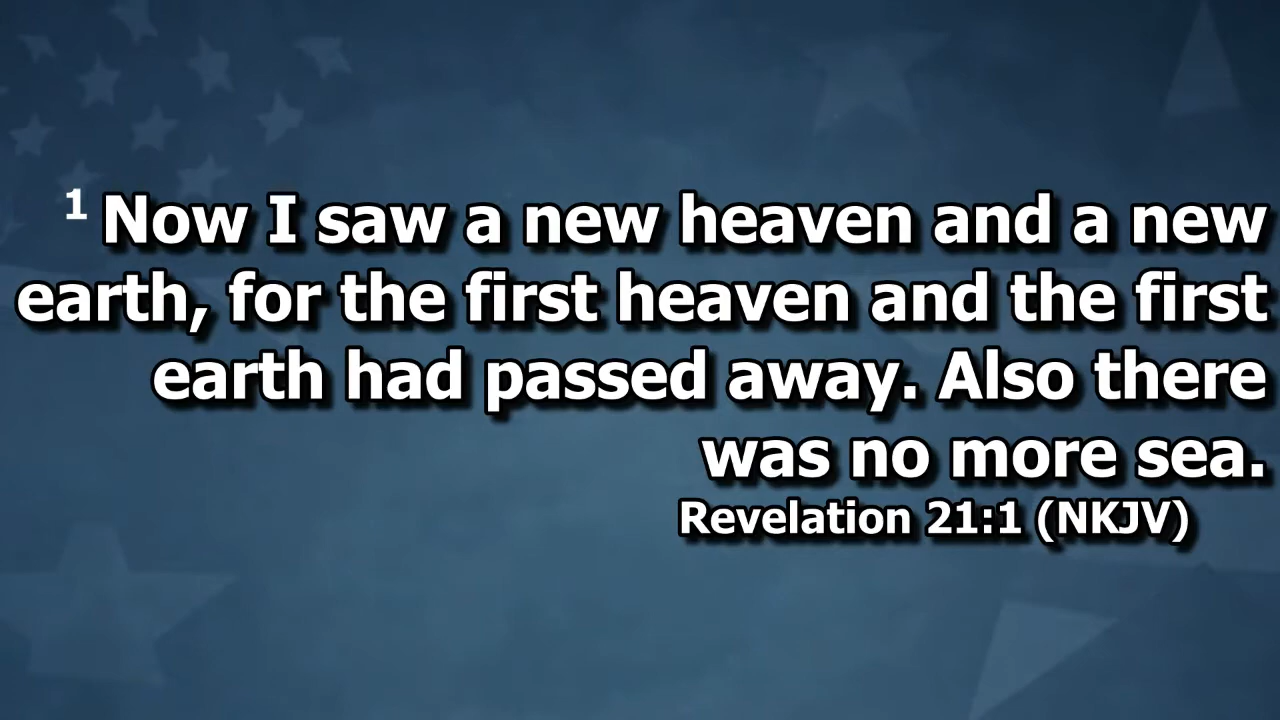 1 Now I saw a new heaven and a new
earth, for the first heaven and the first
earth had passed away. Also there
was no more sea.
Revelation 21:1 (NKJV)